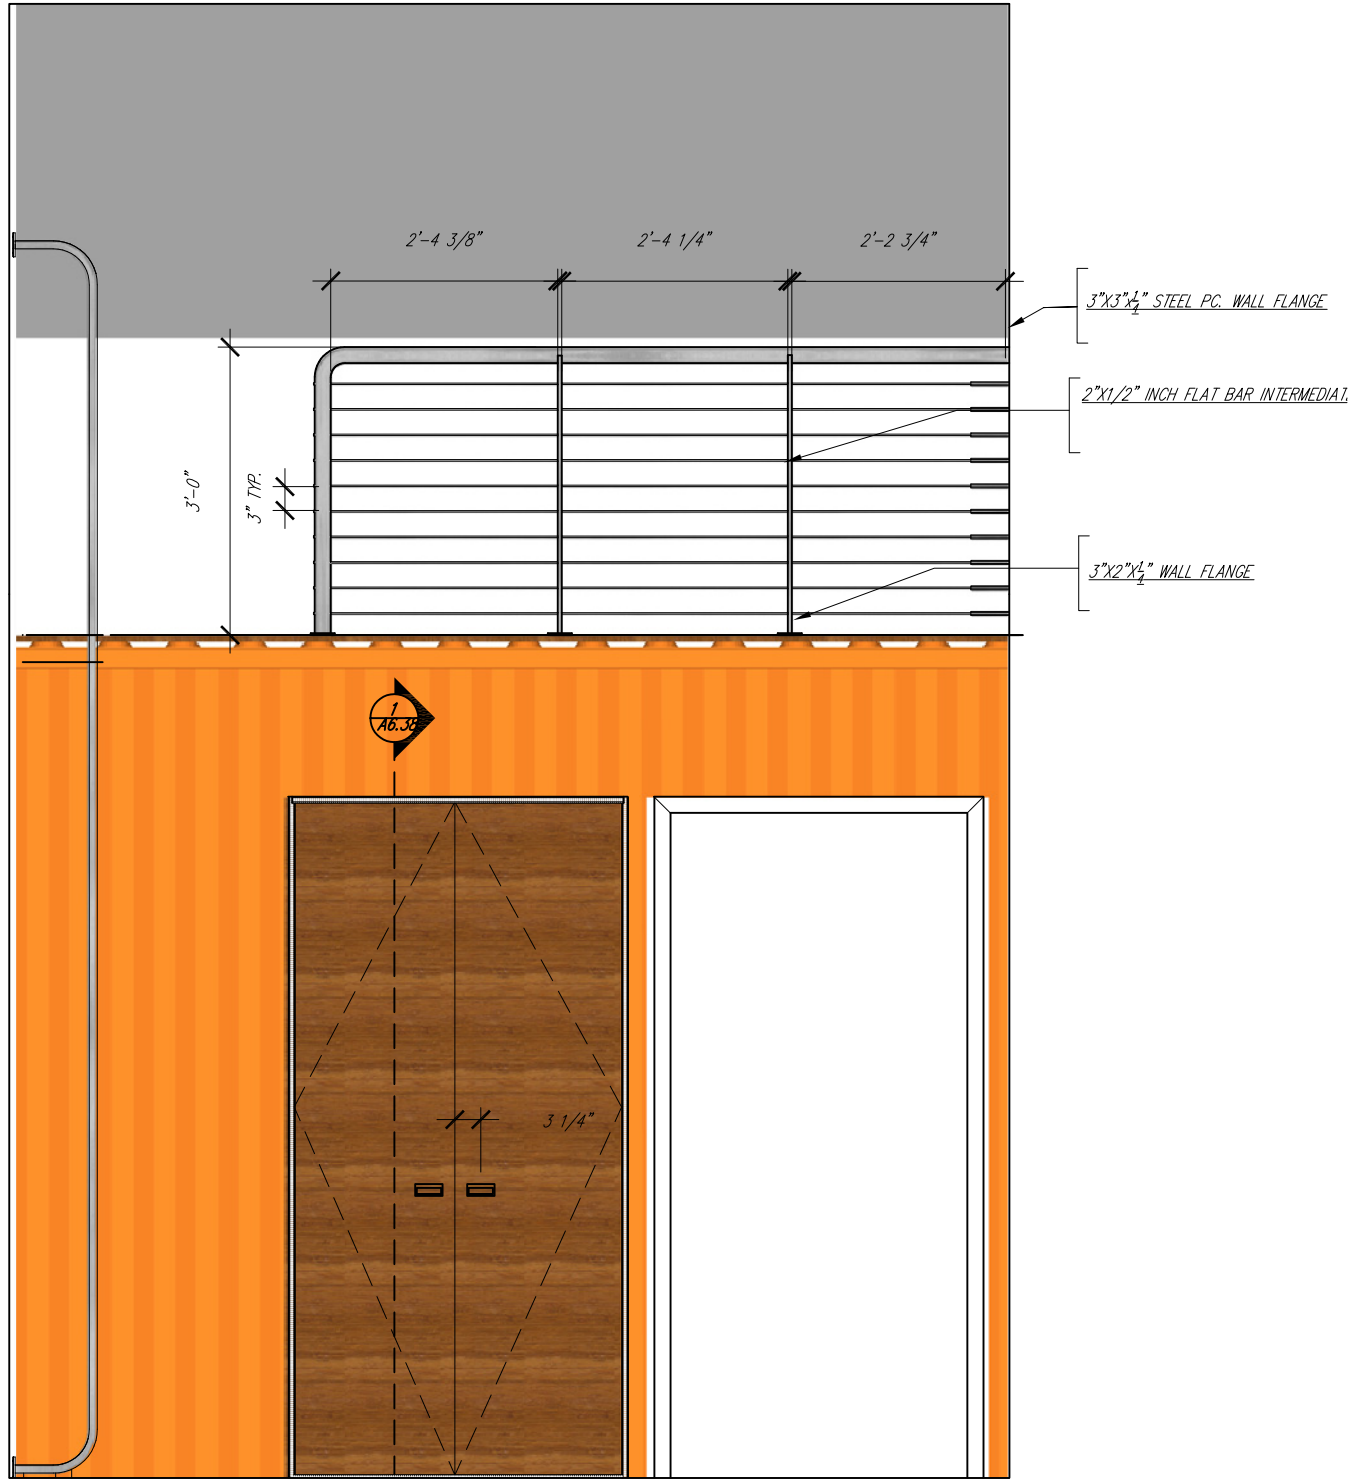 2'-4 3/8"
2'-4 1/4"
2'-2 3/4"
3"X3"X1/4" STEEL PC. WALL FLANGE
2"X1/2" INCH FLAT BAR INTERMEDIAT
3'-0"
3" TYP.
3"X2"X1/4" WALL FLANGE
1
A6.38
3 1/4"